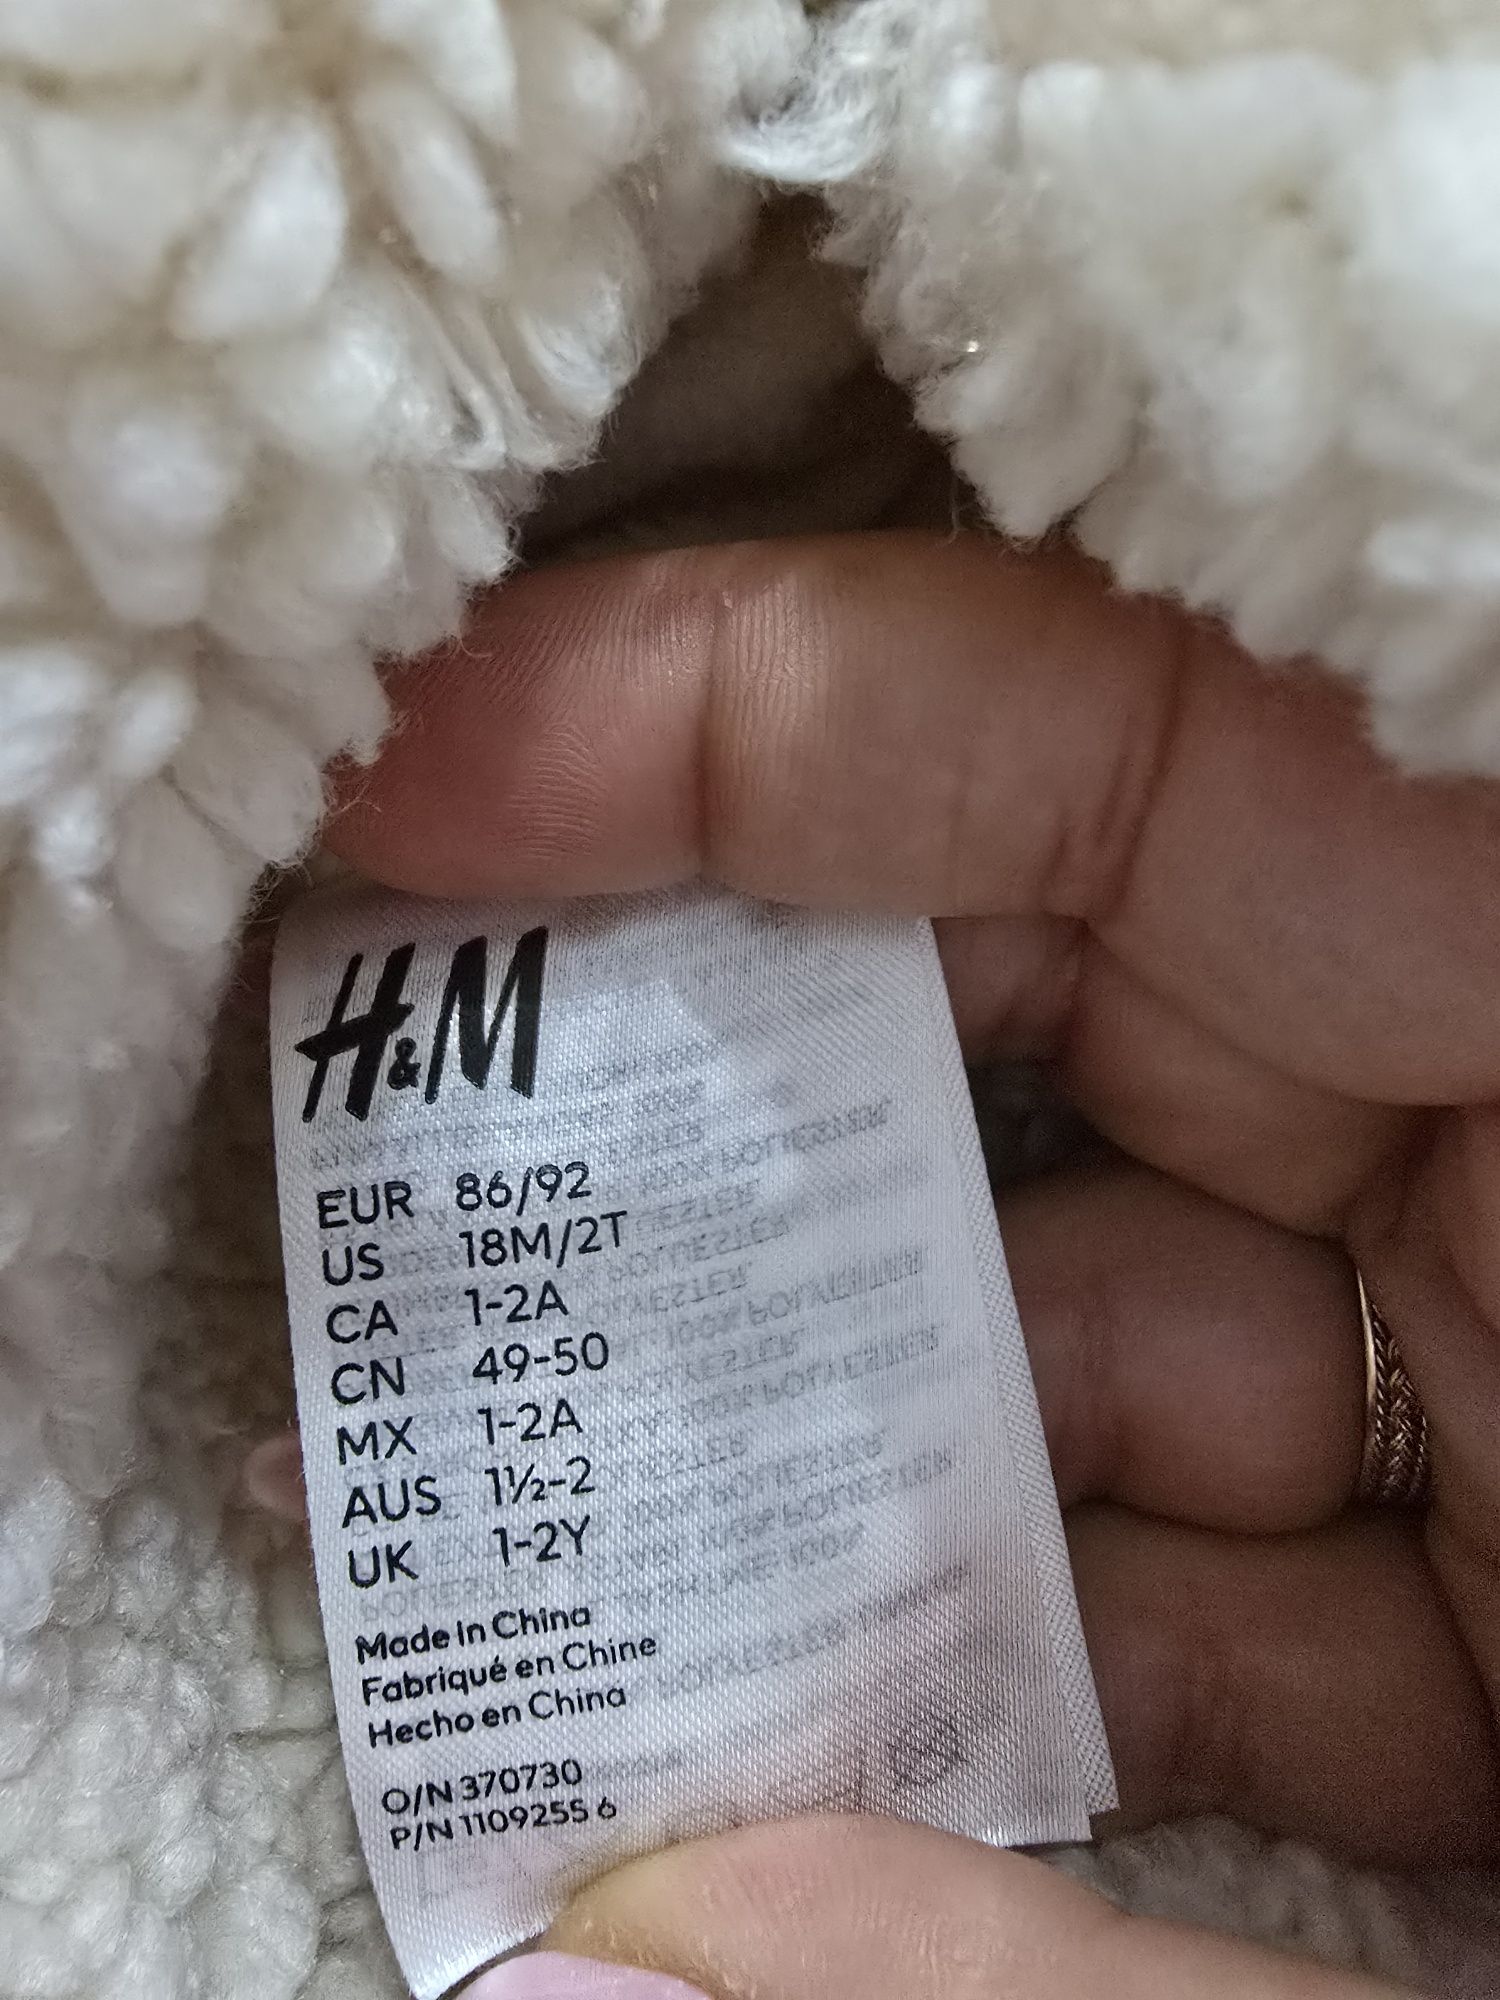 H&M
EUR 86/92
US 18M/2T
CA 1-2A
CN 49-50
MX 1-2A
AUS 1½-2
UK 1-2Y
Made In China
Fabriqué en Chine
Hecho en China
O/N 370730
P/N 1109255 6